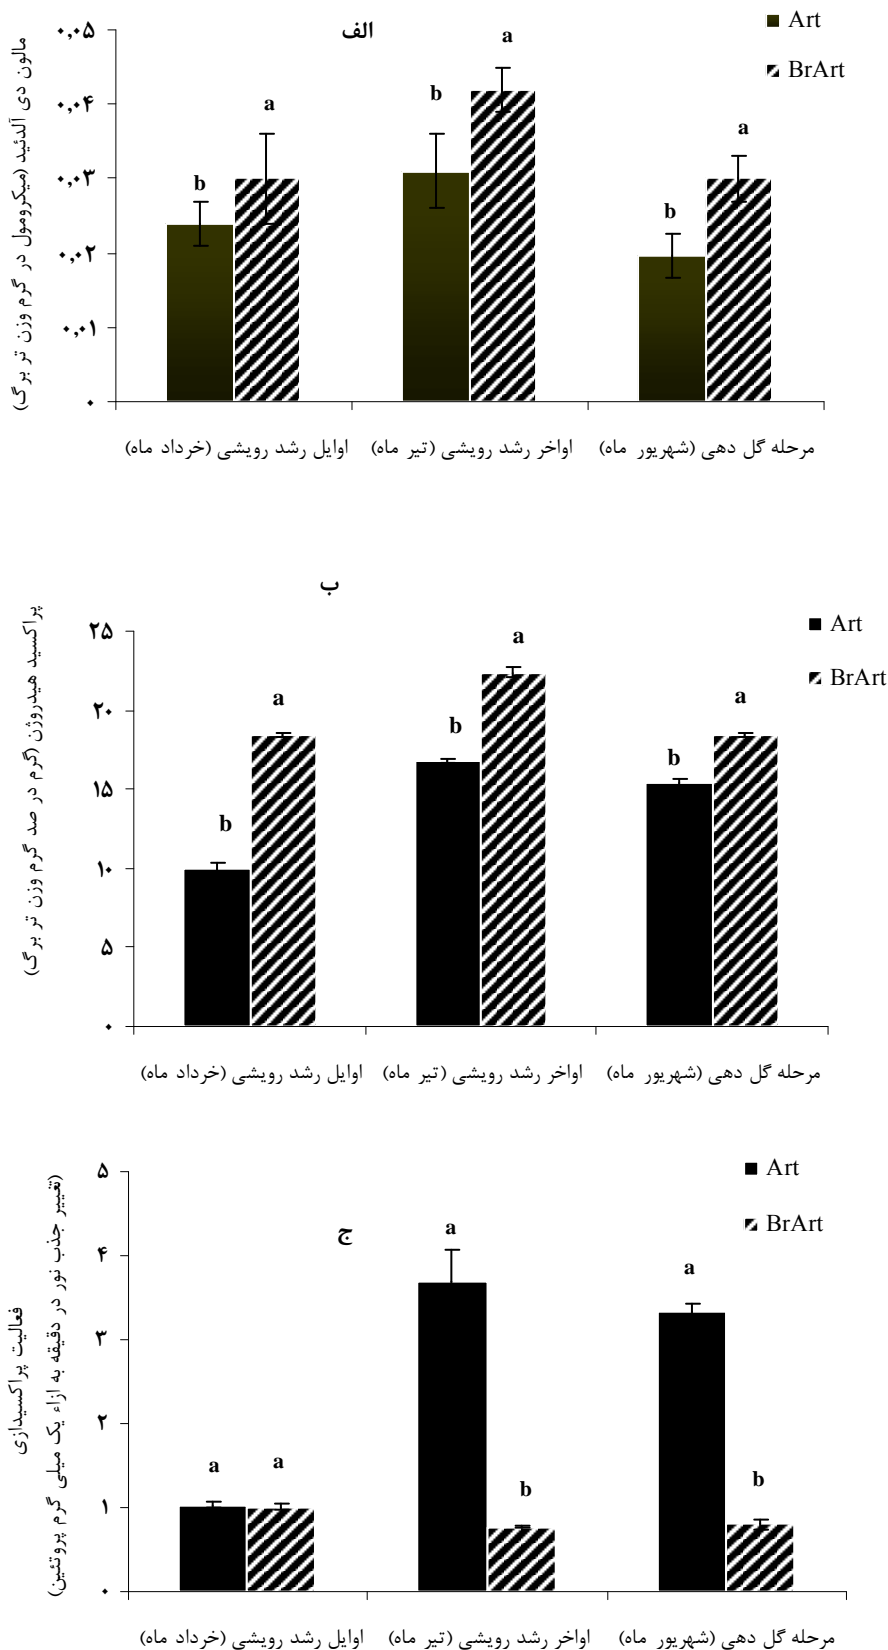 الف
Art
BrArt
مالون دی آلدئید (میکرومول در گرم وزن تر برگ)
۰,۰۵
۰,۰۴
۰,۰۳
۰,۰۲
۰,۰۱
۰
b
a
b
a
b
a
اوایل رشد رویشی (خرداد ماه)
اواخر رشد رویشی (تیر ماه)
مرحله گل دهی (شهریور ماه)
ب
Art
BrArt
پراکسید هیدروژن (گرم در صد گرم وزن تر برگ)
۲۵
۲۰
۱۵
۱۰
۵
۰
b
a
b
a
b
a
اوایل رشد رویشی (خرداد ماه)
اواخر رشد رویشی (تیر ماه)
مرحله گل دهی (شهریور ماه)
ج
Art
BrArt
فعالیت پراکسیدازی
(تغییر جذب نور در دقیقه به ازاء یک میلی گرم پروتئین)
۵
۴
۳
۲
۱
۰
a
a
a
b
a
b
اوایل رشد رویشی (خرداد ماه)
اواخر رشد رویشی (تیر ماه)
مرحله گل دهی (شهریور ماه)